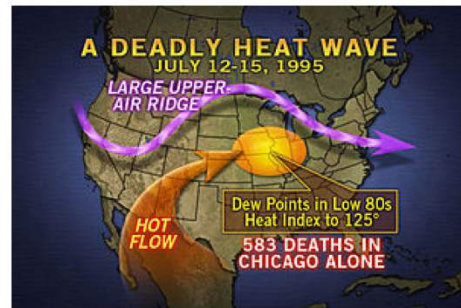 A DEADLY HEAT WAVE
JULY 12-15, 1995
LARGE UPPER-
AIR RIDGE
Dew Points in Low 80s
Heat Index to 125°
HOT
FLOW
583 DEATHS IN
CHICAGO ALONE